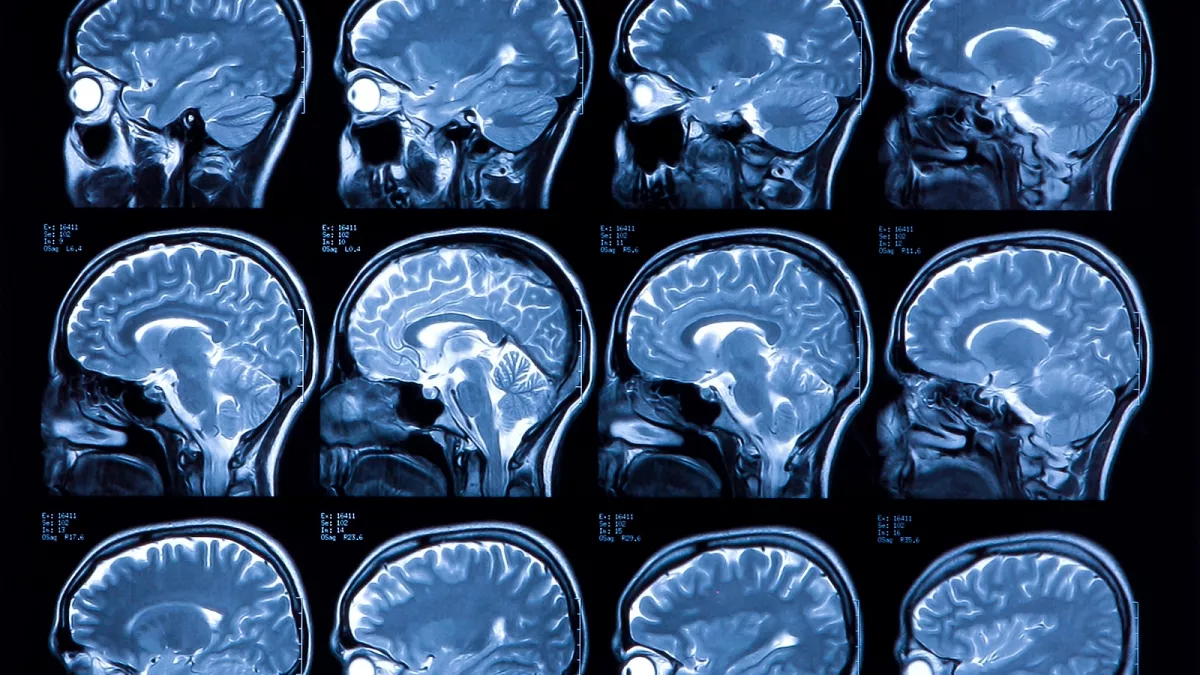 Ex: 16411
Se: 102
Im: 9
OSag L6.4
Ex: 16411
Se: 102
Im: 10
OSag L0.4
Ex: 16411
Se: 102
Im: 11
OSag R5.6
Ex: 16411
Se: 102
Im: 12
OSag R11.6
Ex: 16411
Se: 102
Im: 13
OSag R17.6
Ex: 16411
Se: 102
Im: 14
OSag R23.6
Ex: 16411
Se: 102
Im: 15
OSag R29.6
Ex: 16411
Se: 102
Im: 16
OSag R35.6